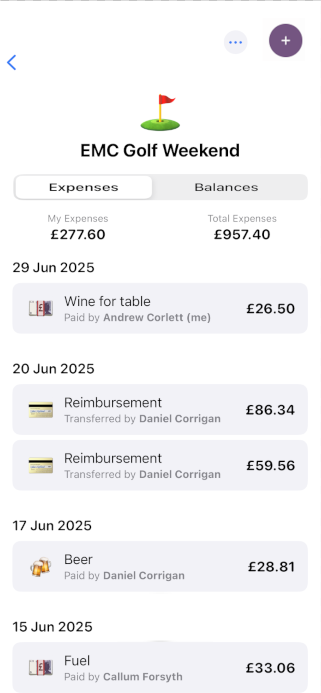 EMC Golf Weekend
Expenses Balances
My Expenses Total Expenses
£277.60 £957.40
29 Jun 2025
Wine for table
Paid by Andrew Corlett (me)
£26.50
20 Jun 2025
Reimbursement
Transferred by Daniel Corrigan
£86.34
Reimbursement
Transferred by Daniel Corrigan
£59.56
17 Jun 2025
Beer
Paid by Daniel Corrigan
£28.81
15 Jun 2025
Fuel
Paid by Callum Forsyth
£33.06